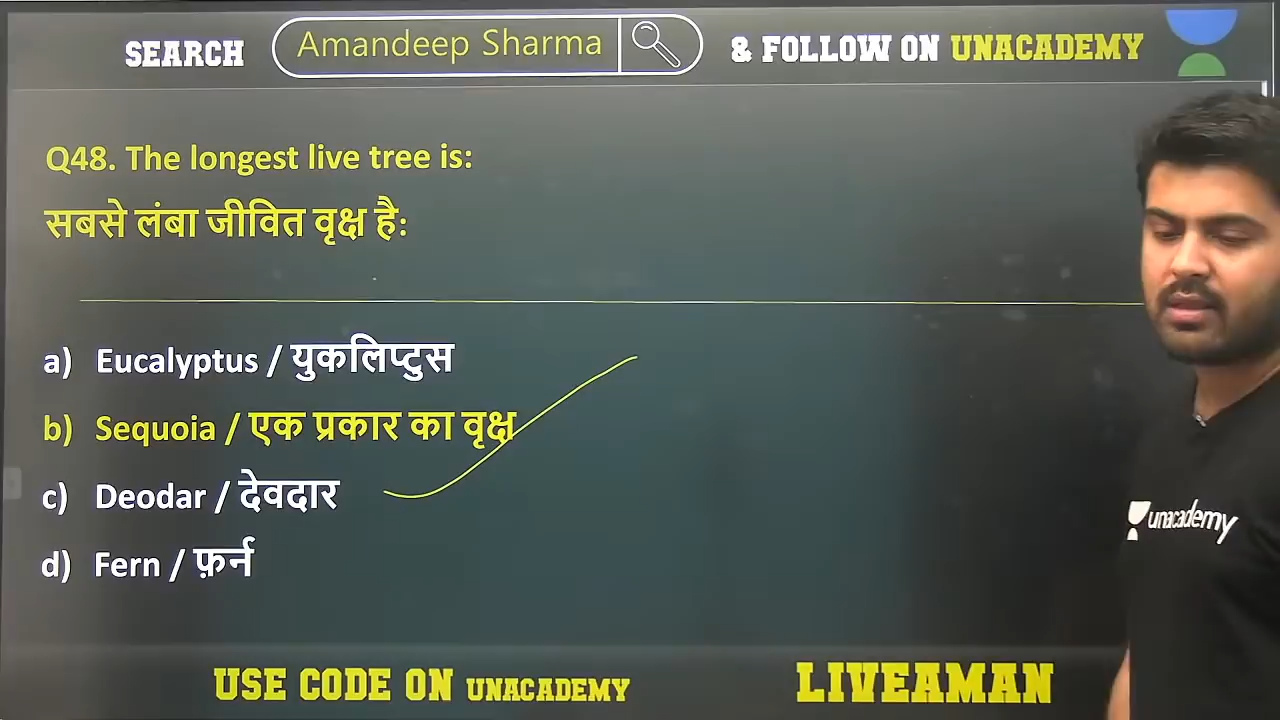 SEARCH Amandeep Sharma & FOLLOW ON UNACADEMY
Q48. The longest live tree is:
सबसे लंबा जीवित वृक्ष है:
a) Eucalyptus / युकलिप्टुस
b) Sequoia / एक प्रकार का वृक्ष
c) Deodar / देवदार
d) Fern / फ़र्न
unacademy
USE CODE ON UNACADEMY LIVEAMAN